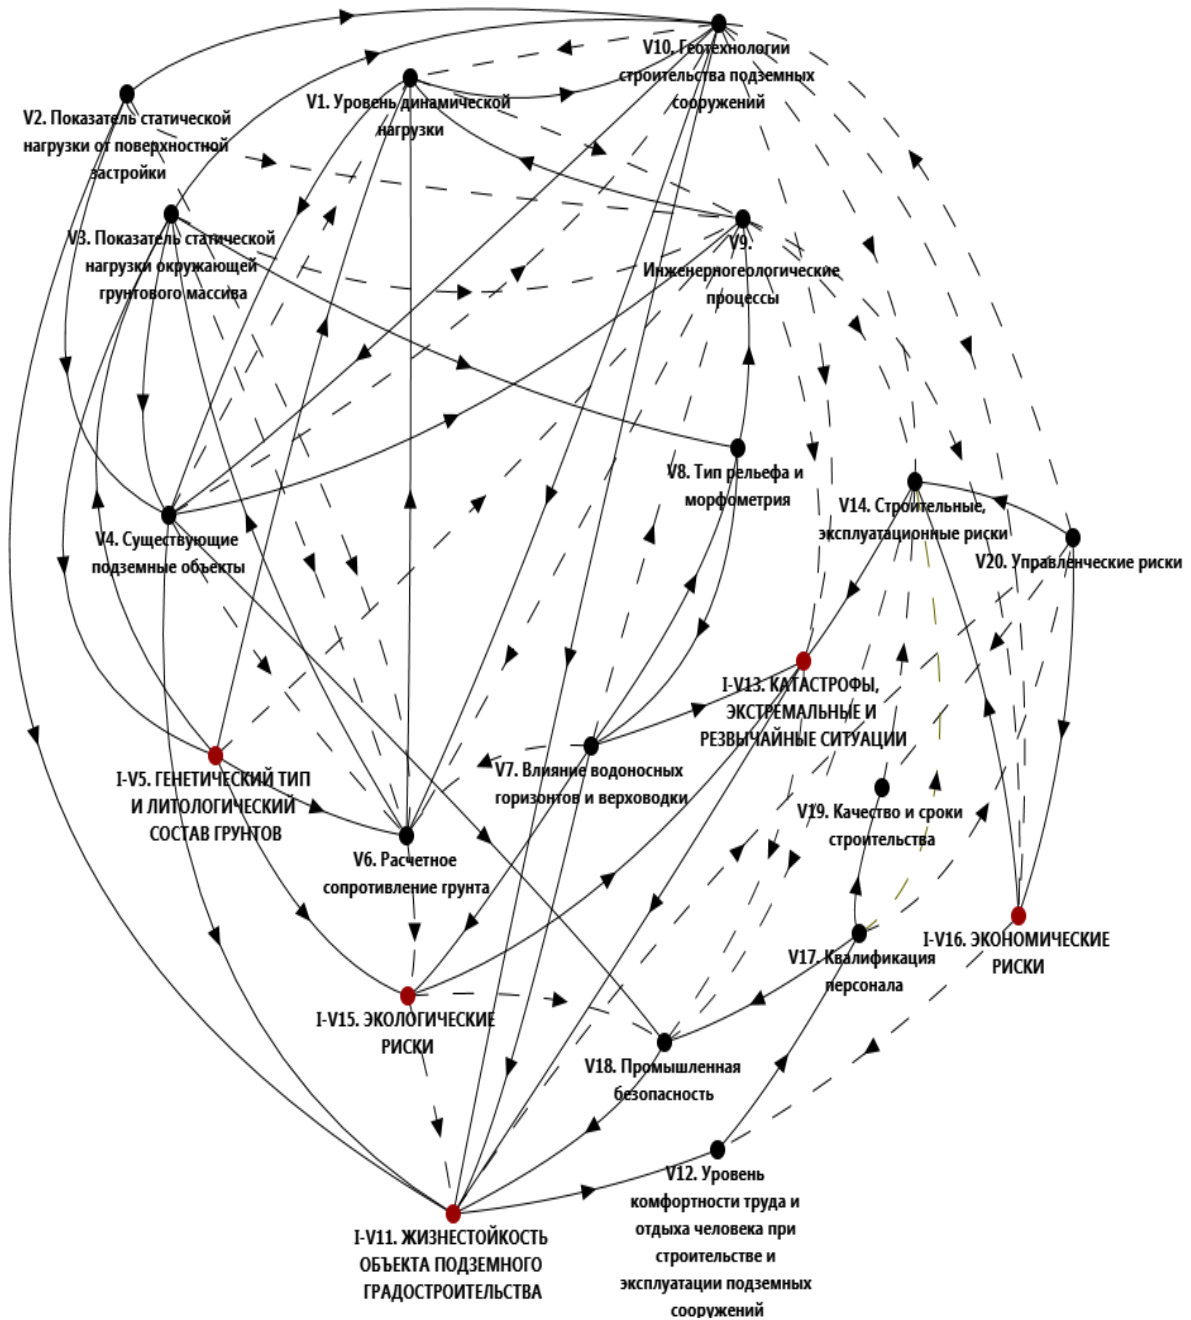 V10. Геотехнологии
строительства подземных
сооружений
V1. Уровень динамической
нагрузки
V2. Показатель статической
нагрузки от поверхностной
застройки
V3. Показатель статической
нагрузки окружающей
грунтового массива
V9.
Инженерногеологические
процессы
V8. Тип рельефа и
морфометрия
V14. Строительные,
эксплуатационные риски
V4. Существующие
подземные объекты
V20. Управленческие риски
I-V13. КАТАСТРОФЫ,
ЭКСТРЕМАЛЬНЫЕ И
РЕЗВЫЧАЙНЫЕ СИТУАЦИИ
I-V5. ГЕНЕТИЧЕСКИЙ ТИП
И ЛИТОЛОГИЧЕСКИЙ
СОСТАВ ГРУНТОВ
V7. Влияние водоносных
горизонтов и верховодки
V19. Качество и сроки
строительства
V6. Расчетное
сопротивление грунта
I-V16. ЭКОНОМИЧЕСКИЕ
РИСКИ
V17. Квалификация
персонала
I-V15. ЭКОЛОГИЧЕСКИЕ
РИСКИ
V18. Промышленная
безопасность
V12. Уровень
комфортности труда и
отдыха человека при
строительстве и
эксплуатации подземных
сооружений
I-V11. ЖИЗНЕСТОЙКОСТЬ
ОБЪЕКТА ПОДЗЕМНОГО
ГРАДОСТРОИТЕЛЬСТВА